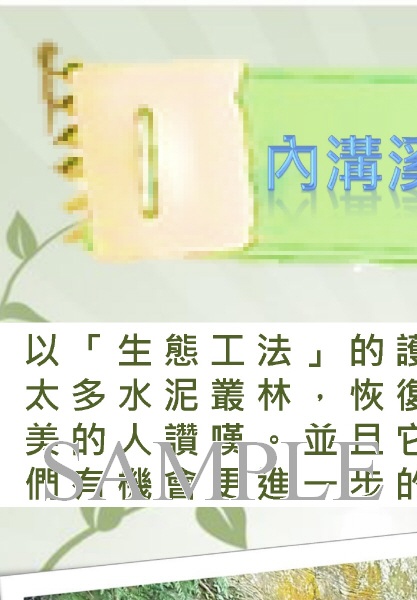 內溝溪
以「生態工法」的護
太多水泥叢林，恢復
美的人讚嘆。並且它
們有機會更進一步的
SAMPLE